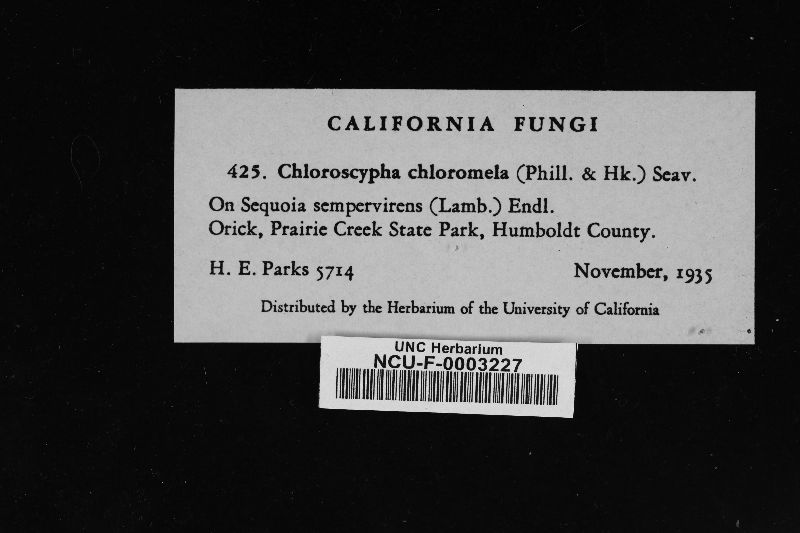 CALIFORNIA FUNGI
425. Chloroscypha chloromela (Phill. & Hk.) Seav.
On Sequoia sempervirens (Lamb.) Endl.
Orick, Prairie Creek State Park, Humboldt County.
H. E. Parks 5714 November, 1935
Distributed by the Herbarium of the University of California
UNC Herbarium
NCU-F-0003227